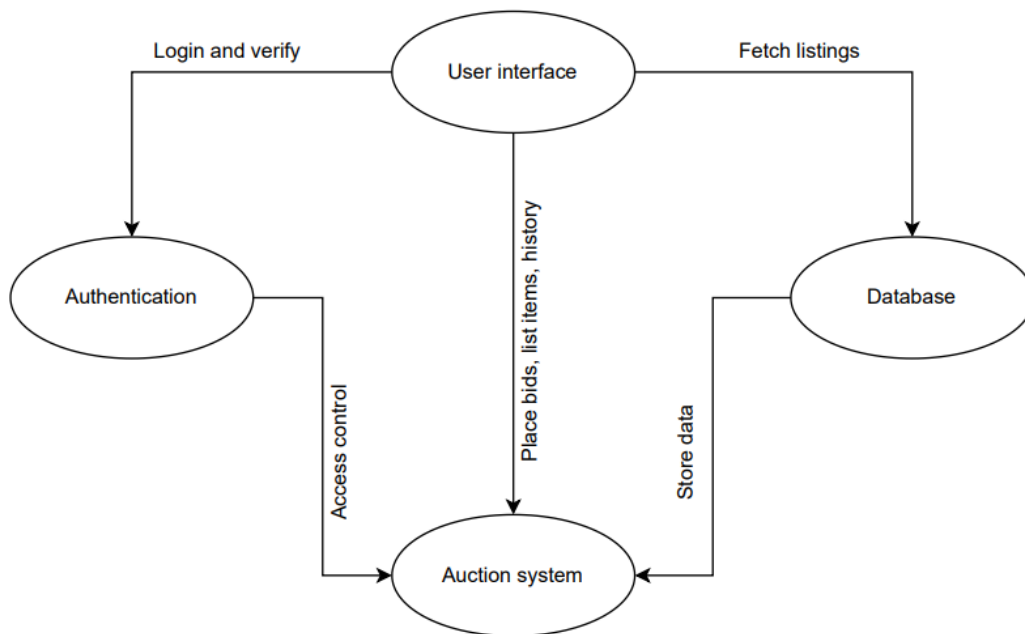 Login and verify
User interface
Fetch listings
Authentication
Place bids, list items, history
Database
Access control
Store data
Auction system